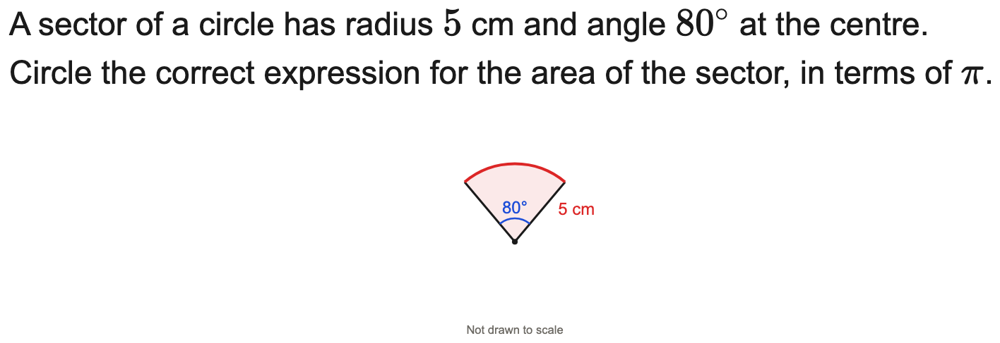 A sector of a circle has radius 5 cm and angle 80° at the centre.
Circle the correct expression for the area of the sector, in terms of π.
80°
5 cm
Not drawn to scale